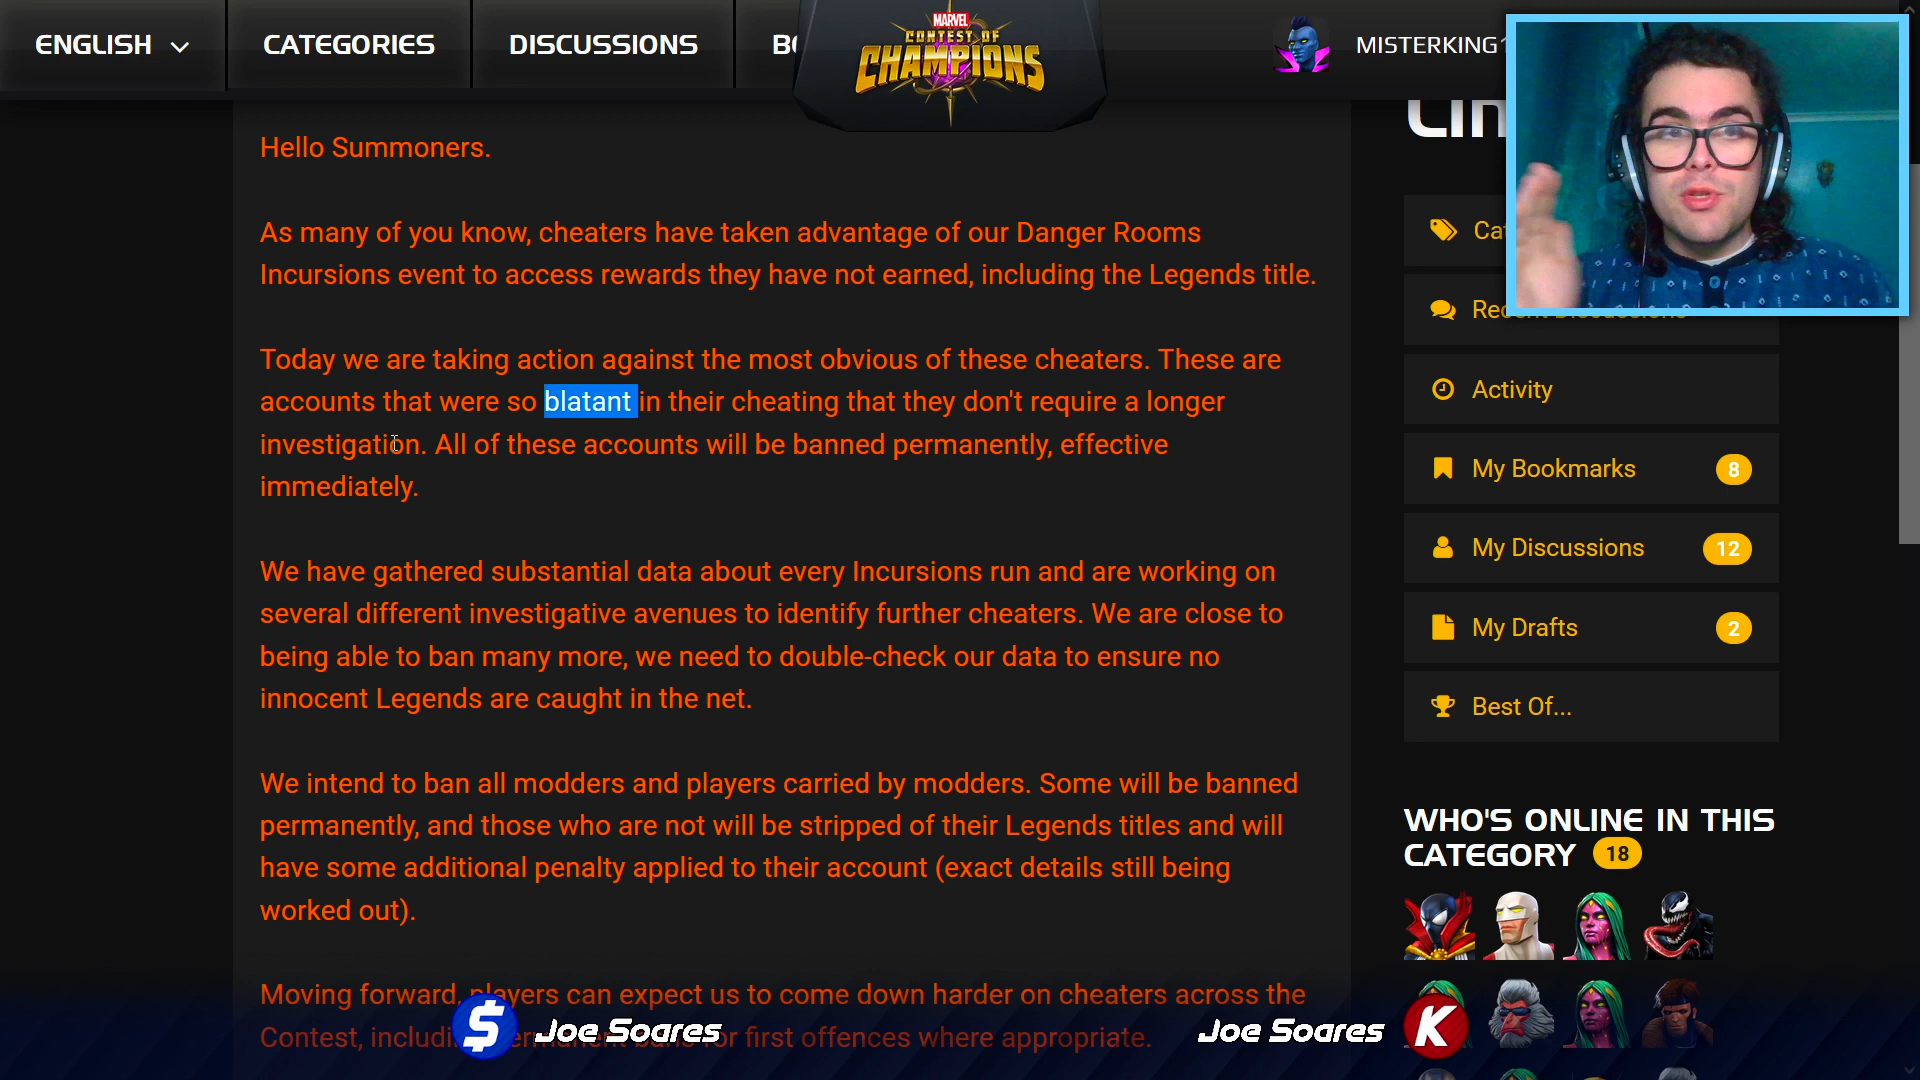 ENGLISH
CATEGORIES
DISCUSSIONS
MARVEL
CONTEST OF
CHAMPIONS
MISTERKING
Hello Summoners.
As many of you know, cheaters have taken advantage of our Danger Rooms
Incursions event to access rewards they have not earned, including the Legends title.
Today we are taking action against the most obvious of these cheaters. These are
accounts that were so blatant in their cheating that they don't require a longer
investigation. All of these accounts will be banned permanently, effective
immediately.
We have gathered substantial data about every Incursions run and are working on
several different investigative avenues to identify further cheaters. We are close to
being able to ban many more, we need to double-check our data to ensure no
innocent Legends are caught in the net.
We intend to ban all modders and players carried by modders. Some will be banned
permanently, and those who are not will be stripped of their Legends titles and will
have some additional penalty applied to their account (exact details still being
worked out).
Moving forward, players can expect us to come down harder on cheaters across the
Contest, including permanent bans for first offences where appropriate.
Activity
My Bookmarks 8
My Discussions 12
My Drafts 2
Best Of...
WHO'S ONLINE IN THIS
CATEGORY 18
$ Joe Soares
Joe Soares K